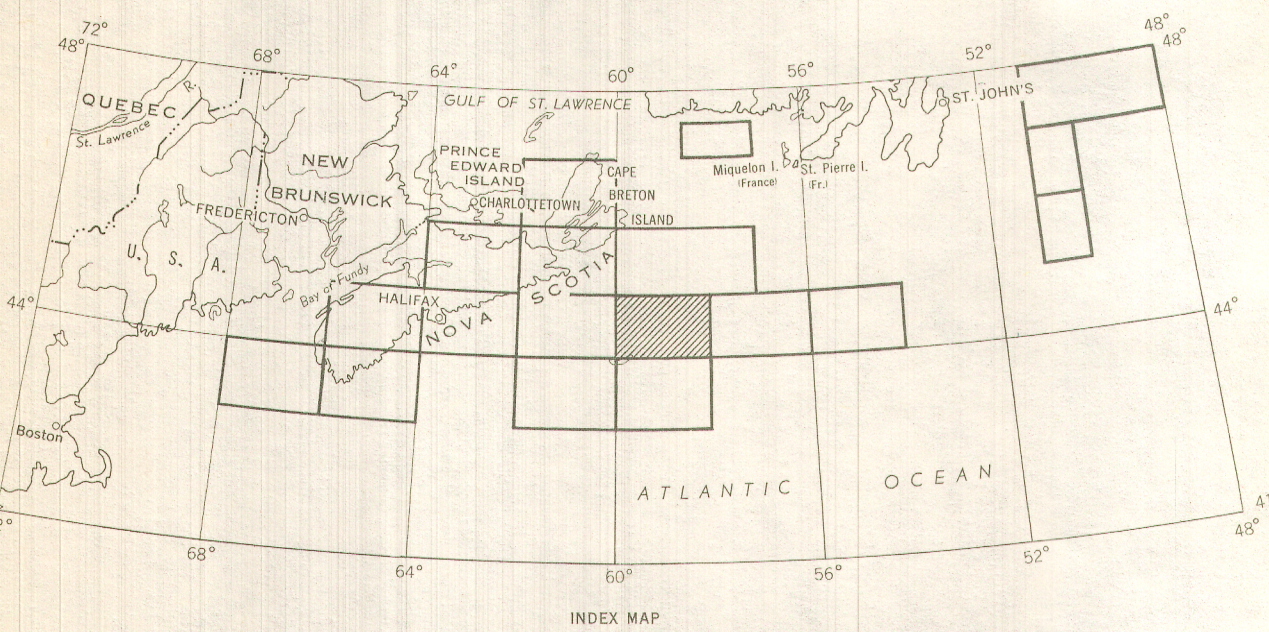 72°
48°
68°
64°
60°
56°
52°
48°
48°
QUEBEC
R.
St. Lawrence
GULF OF ST. LAWRENCE
ST. JOHN'S
NEW
BRUNSWICK
PRINCE
EDWARD
ISLAND
CHARLOTTETOWN
CAPE
BRETON
ISLAND
Miquelon I.
(France)
St. Pierre I.
(Fr.)
FREDERICTON
U. S. A.
Bay of Fundy
HALIFAX
NOVA SCOTIA
44°
44°
Boston
ATLANTIC OCEAN
68°
64°
60°
56°
52°
48°
INDEX MAP